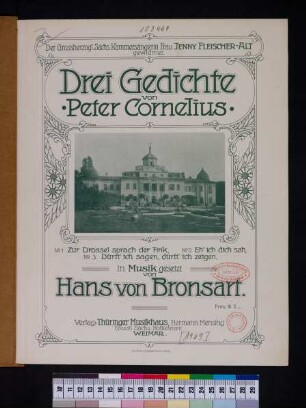 Der Grossherzogl. Sächs. Kammersängerin Frau JENNY FLEISCHER-ALT
gewidmet.
Drei Gedichte
von
Peter Cornelius
Nº 1. Zur Drossel sprach der Fink, Nº 2. Eh' ich dich sah,
Nº 3. Dürft' ich sagen, dürft' ich zeigen.
In Musik gesetzt
von
Hans von Bronsart.
Verlag: Thüringer Musikhaus, Hermann Mensing
WEIMAR.